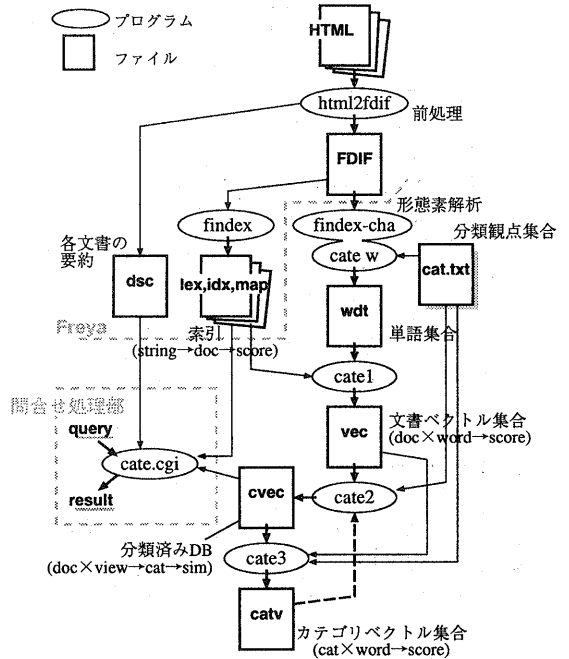 プログラム
ファイル
HTML
html2fdif
前処理
FDIF
形態素解析
findex
findex-cha
分類観点集合
各文書の
要約
cate w
cat.txt
dsc
lex,idx,map
wdt
Freya
索引
(string→doc→score)
単語集合
cate1
問合せ処理部
vec
文書ベクトル集合
(doc×word→score)
query
cate.cgi
result
cvec
cate2
分類済みDB
(doc×view→cat→sim)
cate3
catv
カテゴリベクトル集合
(cat×word→score)